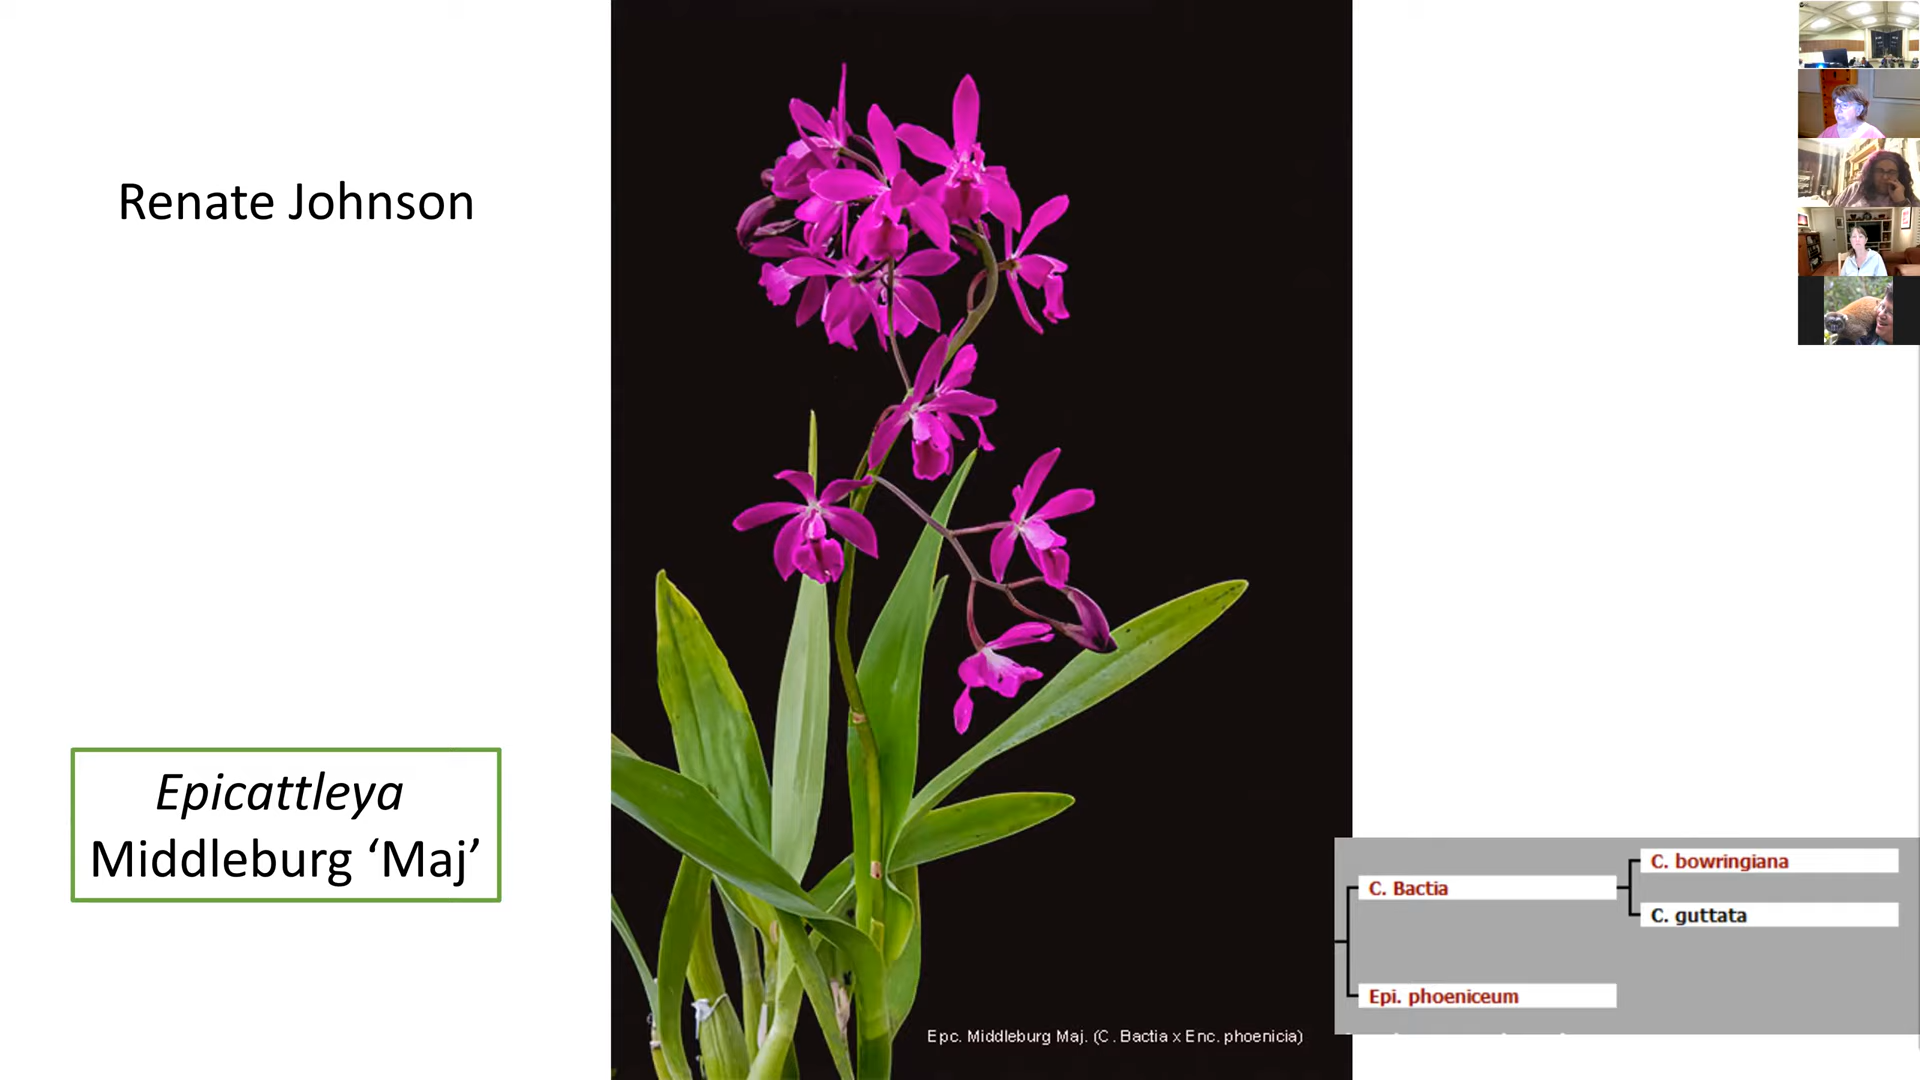 Renate Johnson
Epicattleya
Middleburg ‘Maj’
Epc. Middleburg Maj. (C. Bactia x Enc. phoenicia)
C. bowringiana
C. Bactia
C. guttata
Epi. phoeniceum